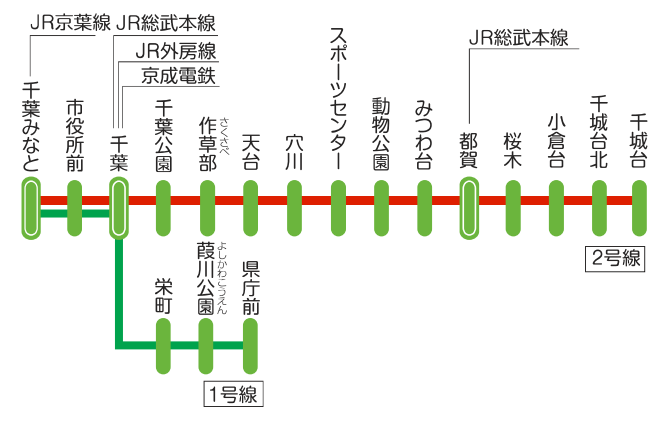 JR京葉線
JR総武本線
JR外房線
京成電鉄
JR総武本線
千葉みなと
市役所前
千葉
千葉公園
作草部
さくさべ
天台
穴川
スポーツセンター
動物公園
みつわ台
都賀
桜木
小倉台
千城台北
千城台
2号線
栄町
葭川公園
よしかわこうえん
県庁前
1号線